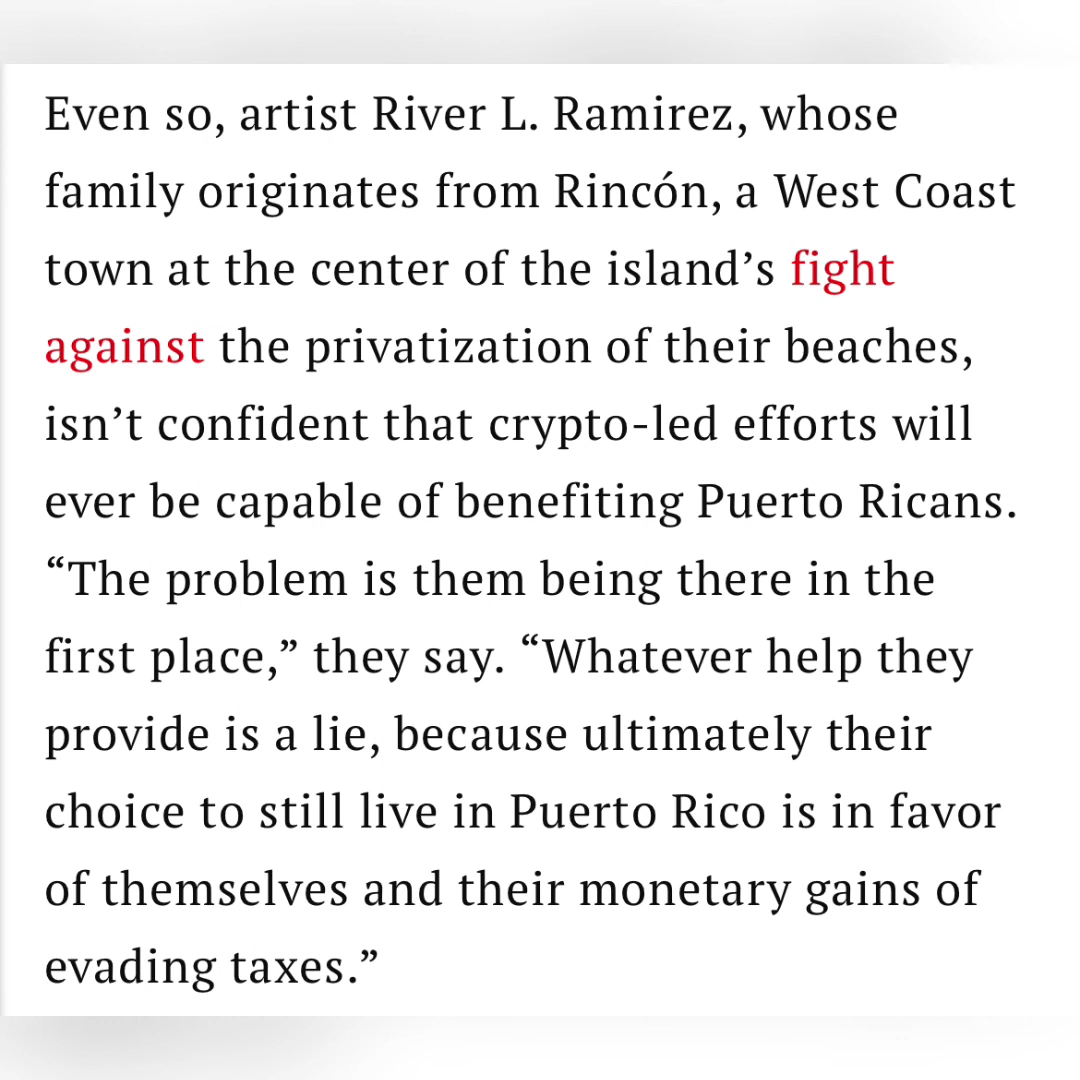 Even so, artist River L. Ramirez, whose
family originates from Rincón, a West Coast
town at the center of the island’s fight
against the privatization of their beaches,
isn’t confident that crypto-led efforts will
ever be capable of benefiting Puerto Ricans.
“The problem is them being there in the
first place,” they say. “Whatever help they
provide is a lie, because ultimately their
choice to still live in Puerto Rico is in favor
of themselves and their monetary gains of
evading taxes.”